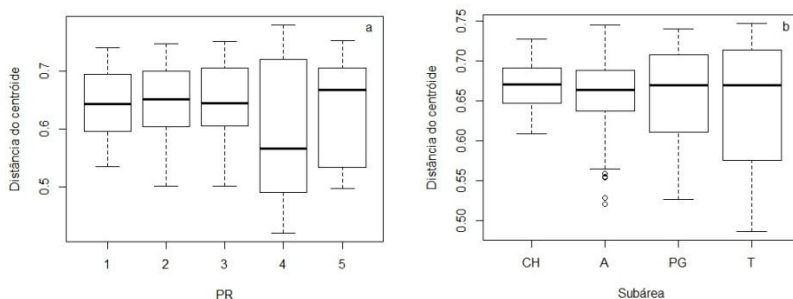 a
Distância do centróide
0.7
0.6
0.5
1 2 3 4 5
PR
b
Distância do centróide
0.75
0.70
0.65
0.60
0.55
0.50
CH A PG T
Subárea